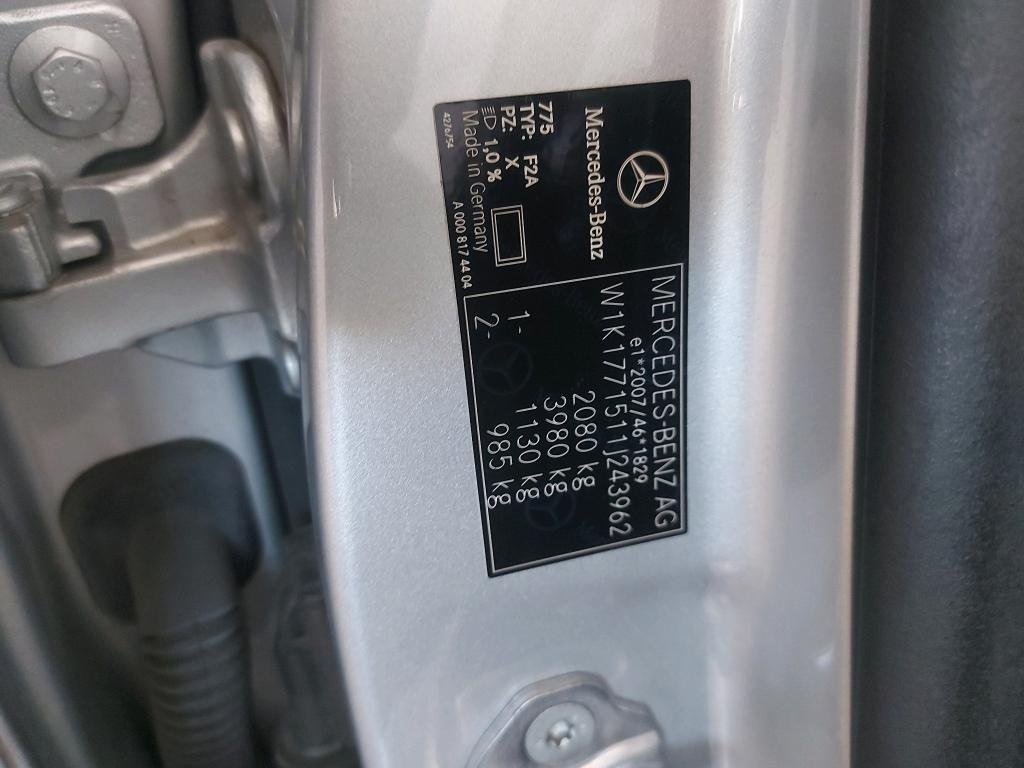 Mercedes-Benz
775
TYP: F2A
PZ: X
1,0 %
Made in Germany
A 000 817 44 04
MERCEDES-BENZ AG
e1*2007/46*1829
W1K1771511J243962
2080 kg
3980 kg
1- 1130 kg
2- 985 kg